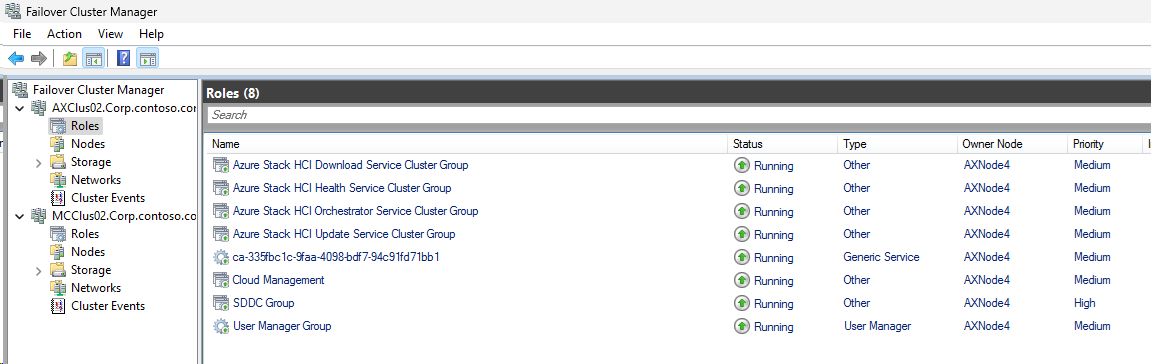 Failover Cluster Manager
File Action View Help
Failover Cluster Manager
AXClus02.Corp.contoso.cor
Roles
Nodes
Storage
Networks
Cluster Events
MCClus02.Corp.contoso.co
Roles
Nodes
Storage
Networks
Cluster Events
Roles (8)
Search
Name Status Type Owner Node Priority
Azure Stack HCI Download Service Cluster Group Running Other AXNode4 Medium
Azure Stack HCI Health Service Cluster Group Running Other AXNode4 Medium
Azure Stack HCI Orchestrator Service Cluster Group Running Other AXNode4 Medium
Azure Stack HCI Update Service Cluster Group Running Other AXNode4 Medium
ca-335fbc1c-9faa-4098-bdf7-94c91fd71bb1 Running Generic Service AXNode4 Medium
Cloud Management Running Other AXNode4 Medium
SDDC Group Running Other AXNode4 High
User Manager Group Running User Manager AXNode4 Medium